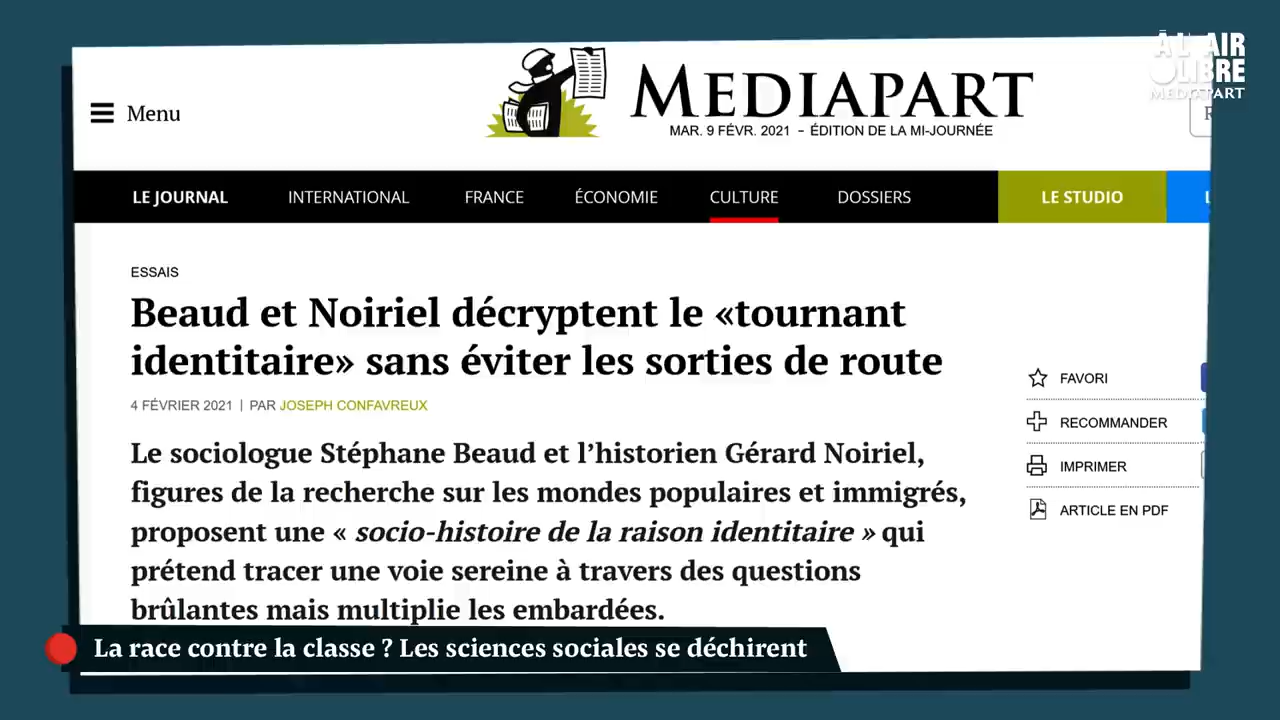 À L'AIR
LIBRE
MEDIAPART
Menu
MEDIAPART
MAR. 9 FÉVR. 2021 - ÉDITION DE LA MI-JOURNÉE
LE JOURNAL INTERNATIONAL FRANCE ÉCONOMIE CULTURE DOSSIERS LE STUDIO
ESSAIS
Beaud et Noiriel décryptent le «tournant
identitaire» sans éviter les sorties de route
4 FÉVRIER 2021 | PAR JOSEPH CONFAVREUX
Le sociologue Stéphane Beaud et l'historien Gérard Noiriel,
figures de la recherche sur les mondes populaires et immigrés,
proposent une « socio-histoire de la raison identitaire » qui
prétend tracer une voie sereine à travers des questions
brûlantes mais multiplie les embardées.
FAVORI
RECOMMANDER
IMPRIMER
ARTICLE EN PDF
La race contre la classe ? Les sciences sociales se déchirent